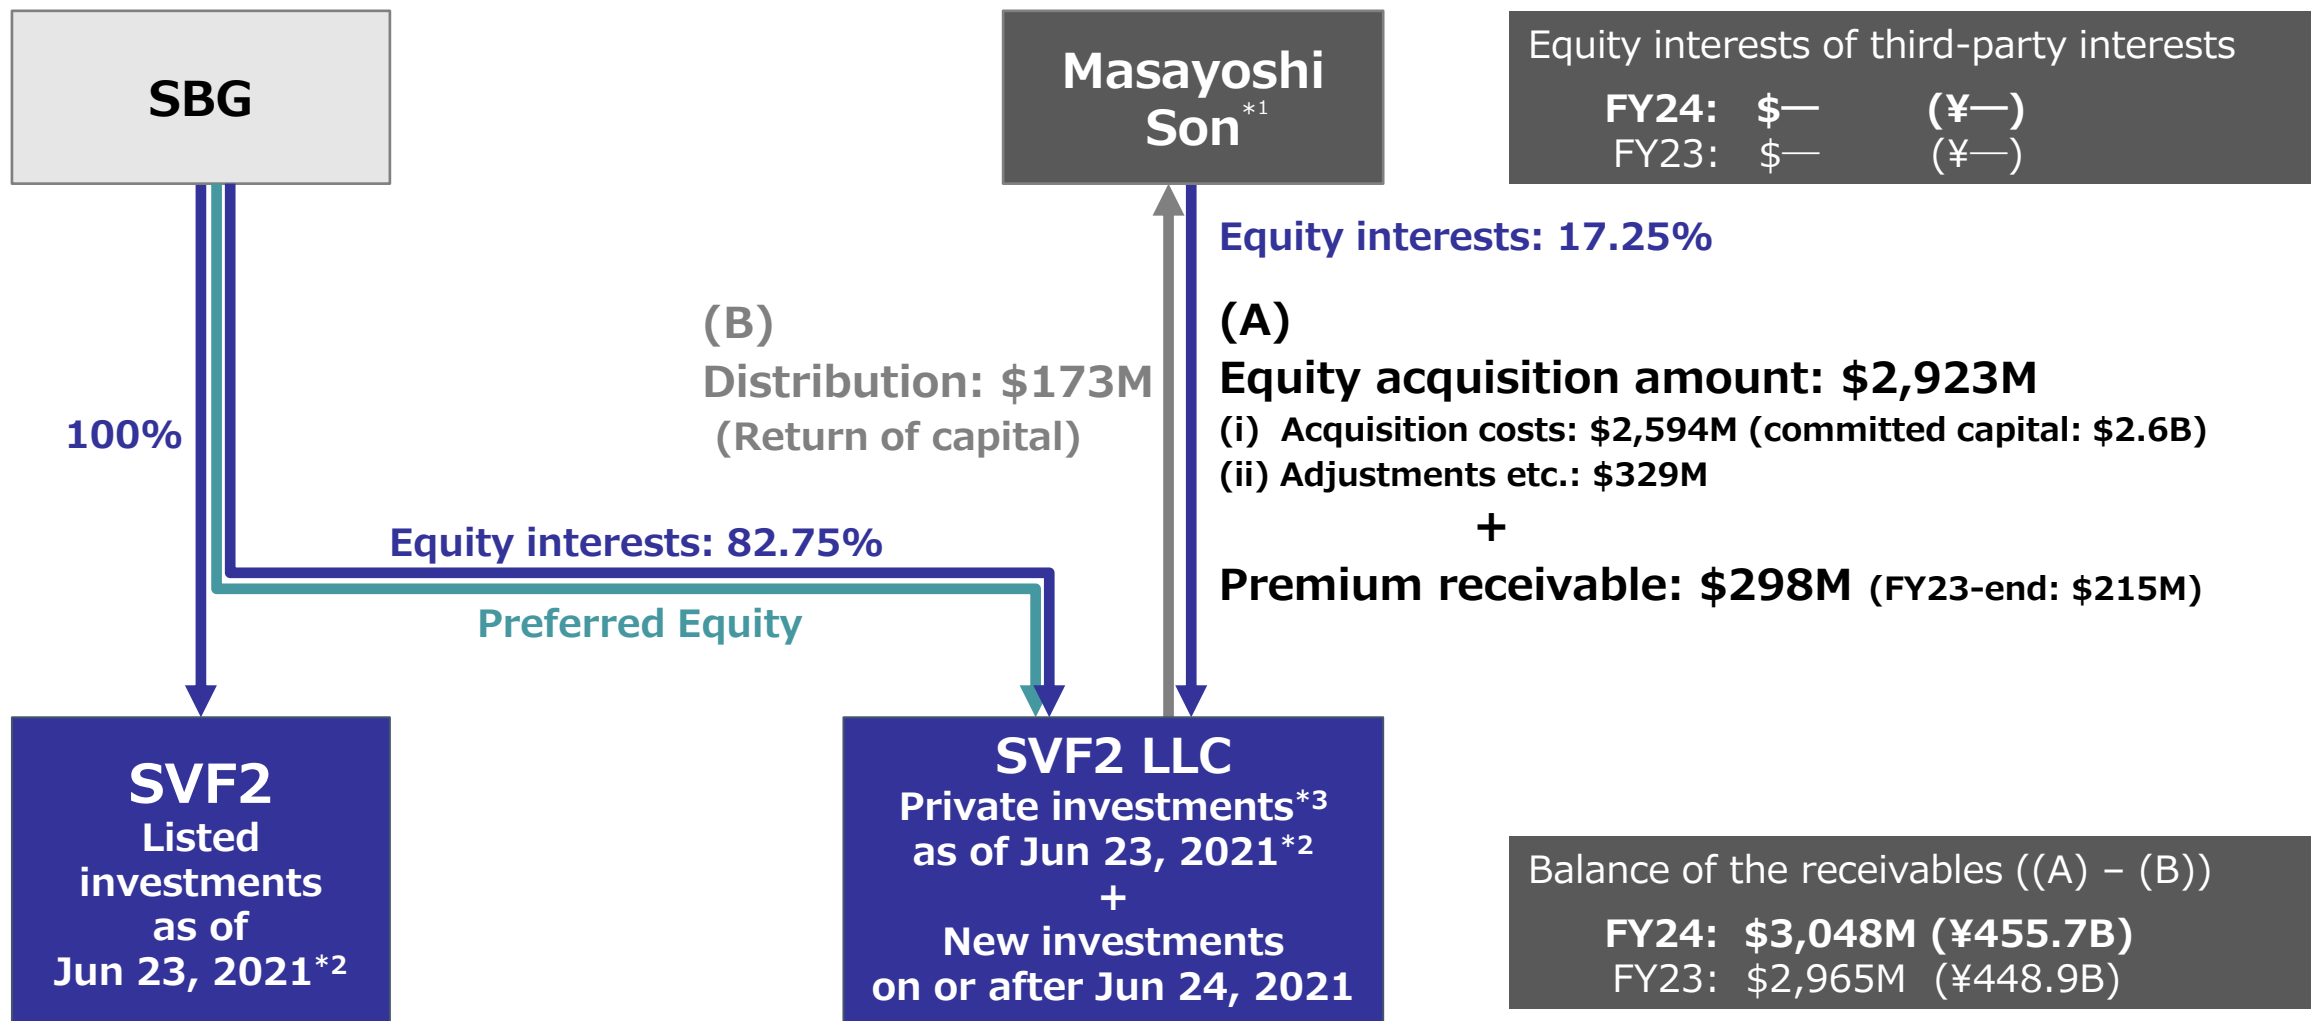 SBG
Masayoshi
Son*1
Equity interests of third-party interests
FY24: $— (¥—)
FY23: $— (¥—)
Equity interests: 17.25%
(B)
Distribution: $173M
(Return of capital)
(A)
Equity acquisition amount: $2,923M
(i) Acquisition costs: $2,594M (committed capital: $2.6B)
(ii) Adjustments etc.: $329M
+
Premium receivable: $298M (FY23-end: $215M)
100%
Equity interests: 82.75%
Preferred Equity
SVF2
Listed
investments
as of
Jun 23, 2021*2
SVF2 LLC
Private investments*3
as of Jun 23, 2021*2
+
New investments
on or after Jun 24, 2021
Balance of the receivables ((A) – (B))
FY24: $3,048M (¥455.7B)
FY23: $2,965M (¥448.9B)